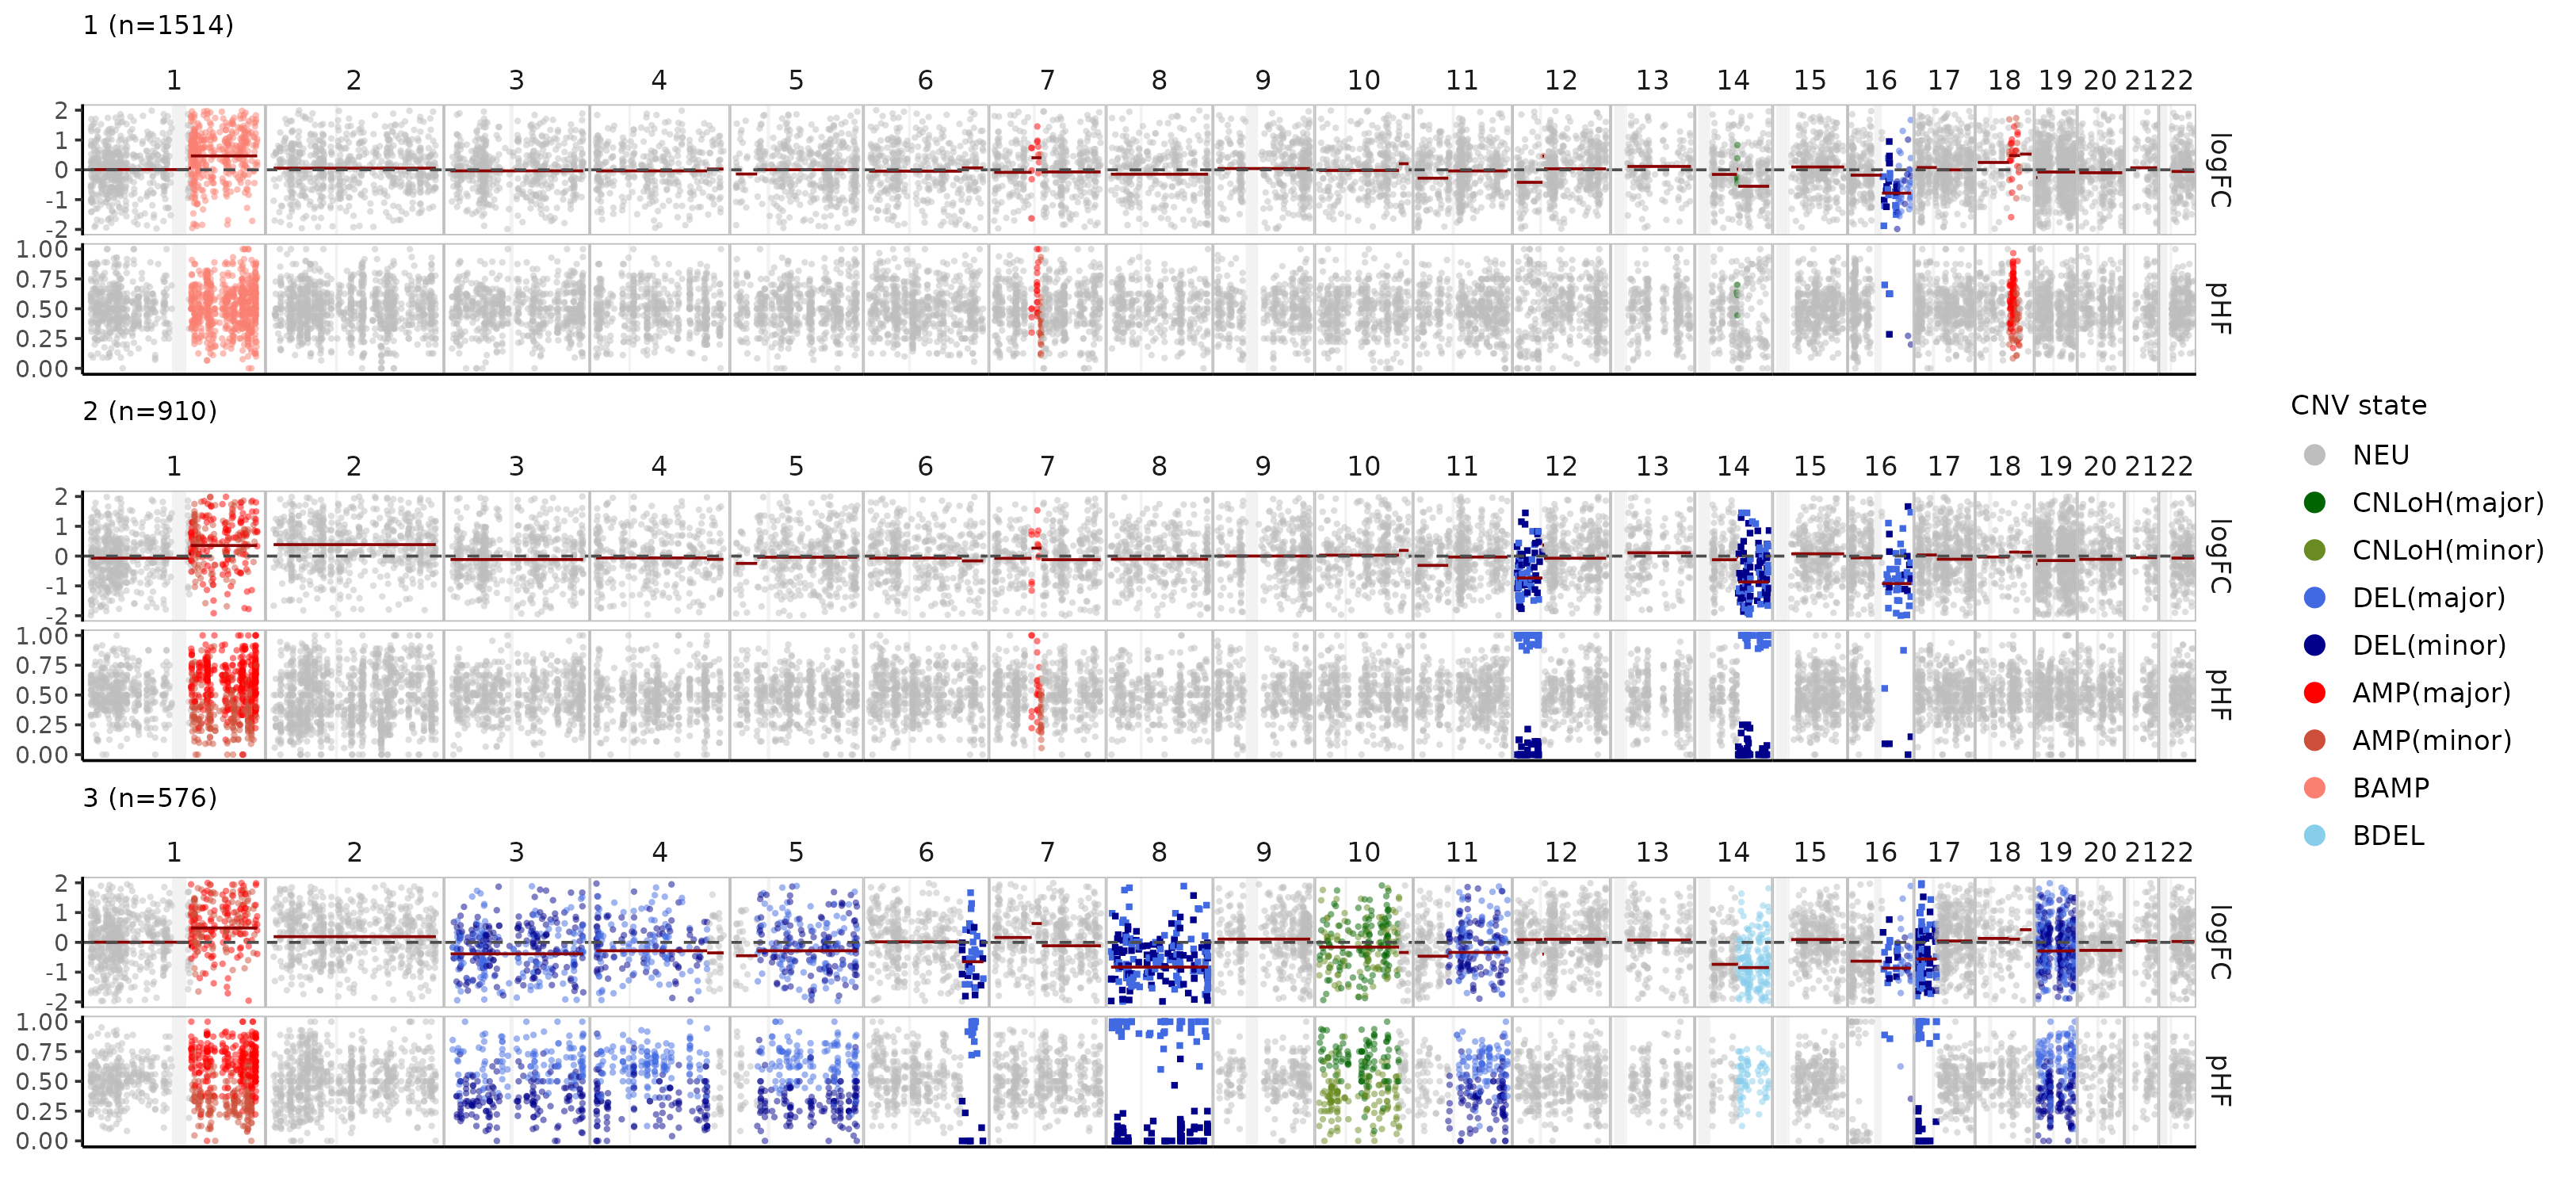 1 (n=1514)
1 2 3 4 5 6 7 8 9 10 11 12 13 14 15 16 17 18 19 20 21 22
2
1
0
-1
-2
logFC
1.00
0.75
0.50
0.25
0.00
pHF
2 (n=910)
1 2 3 4 5 6 7 8 9 10 11 12 13 14 15 16 17 18 19 20 21 22
2
1
0
-1
-2
logFC
1.00
0.75
0.50
0.25
0.00
pHF
3 (n=576)
1 2 3 4 5 6 7 8 9 10 11 12 13 14 15 16 17 18 19 20 21 22
2
1
0
-1
-2
logFC
1.00
0.75
0.50
0.25
0.00
pHF
CNV state
NEU
CNLoH(major)
CNLoH(minor)
DEL(major)
DEL(minor)
AMP(major)
AMP(minor)
BAMP
BDEL